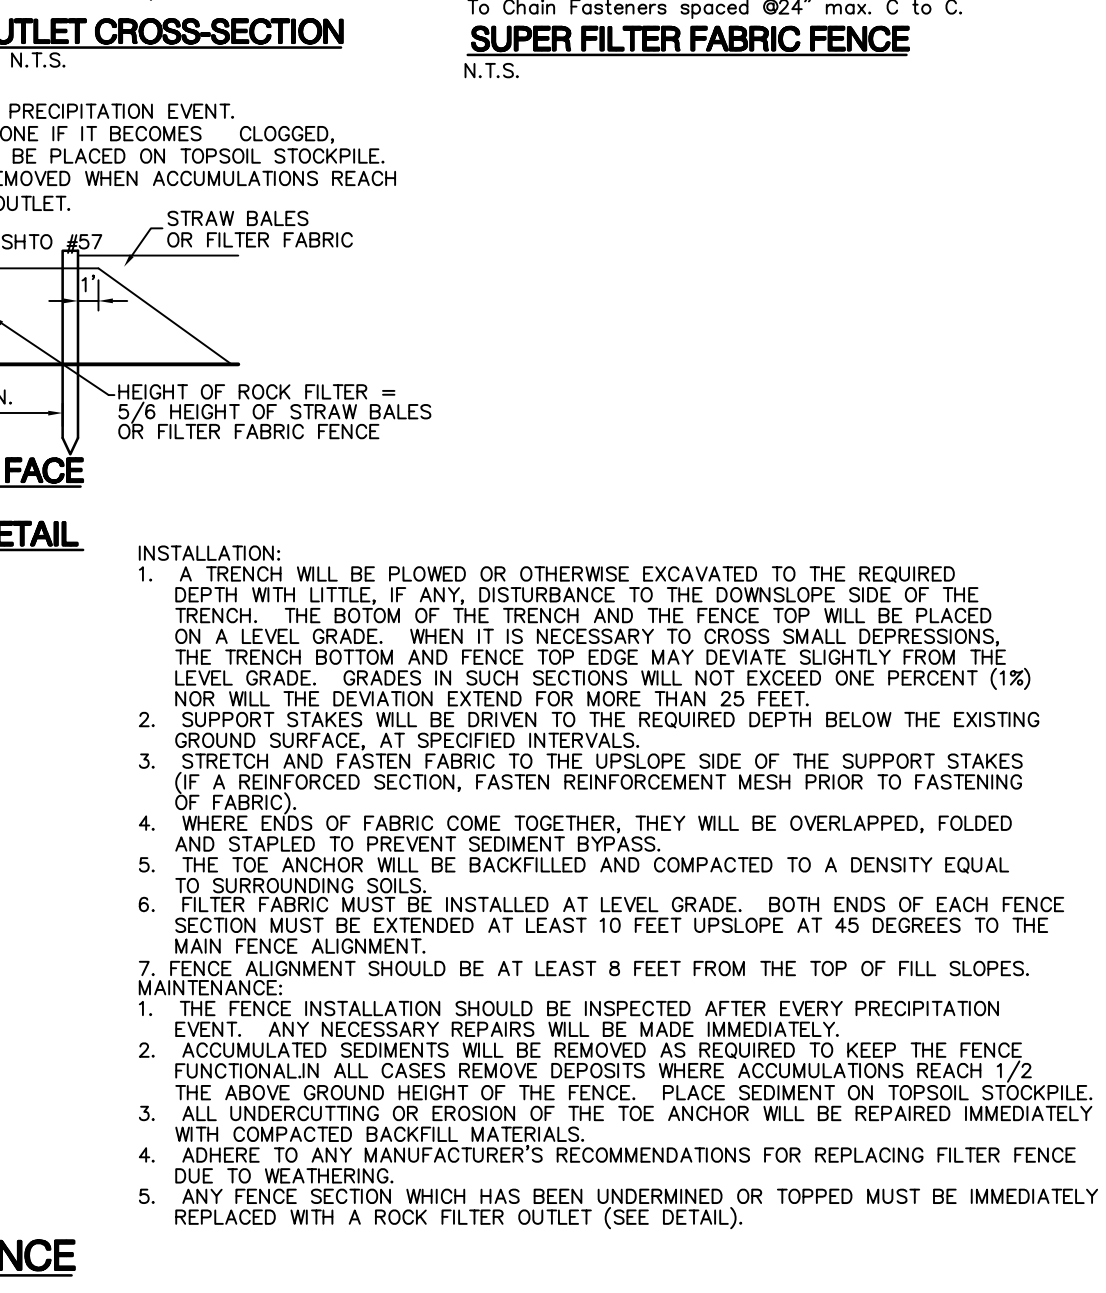 To Chain Fasteners spaced @24" max. C to C.
CROSS-SECTION
N.T.S.
SUPER FILTER FABRIC FENCE
N.T.S.
PRECIPITATION EVENT.
ONE IF IT BECOMES CLOGGED,
BE PLACED ON TOPSOIL STOCKPILE.
WHEN ACCUMULATIONS REACH
OUTLET.
STRAW BALES
OR FILTER FABRIC
#57
1'
HEIGHT OF ROCK FILTER =
5/6 HEIGHT OF STRAW BALES
OR FILTER FABRIC FENCE
FACE
INSTALLATION:
1. A TRENCH WILL BE PLOWED OR OTHERWISE EXCAVATED TO THE REQUIRED
DEPTH WITH LITTLE, IF ANY, DISTURBANCE TO THE DOWNSLOPE SIDE OF THE
TRENCH. THE BOTOM OF THE TRENCH AND THE FENCE TOP WILL BE PLACED
ON A LEVEL GRADE. WHEN IT IS NECESSARY TO CROSS SMALL DEPRESSIONS,
THE TRENCH BOTTOM AND FENCE TOP EDGE MAY DEVIATE SLIGHTLY FROM THE
LEVEL GRADE. GRADES IN SUCH SECTIONS WILL NOT EXCEED ONE PERCENT (1%)
NOR WILL THE DEVIATION EXTEND FOR MORE THAN 25 FEET.
2. SUPPORT STAKES WILL BE DRIVEN TO THE REQUIRED DEPTH BELOW THE EXISTING
GROUND SURFACE, AT SPECIFIED INTERVALS.
3. STRETCH AND FASTEN FABRIC TO THE UPSLOPE SIDE OF THE SUPPORT STAKES
(IF A REINFORCED SECTION, FASTEN REINFORCEMENT MESH PRIOR TO FASTENING
OF FABRIC).
4. WHERE ENDS OF FABRIC COME TOGETHER, THEY WILL BE OVERLAPPED, FOLDED
AND STAPLED TO PREVENT SEDIMENT BYPASS.
5. THE TOE ANCHOR WILL BE BACKFILLED AND COMPACTED TO A DENSITY EQUAL
TO SURROUNDING SOILS.
6. FILTER FABRIC MUST BE INSTALLED AT LEVEL GRADE. BOTH ENDS OF EACH FENCE
SECTION MUST BE EXTENDED AT LEAST 10 FEET UPSLOPE AT 45 DEGREES TO THE
MAIN FENCE ALIGNMENT.
7. FENCE ALIGNMENT SHOULD BE AT LEAST 8 FEET FROM THE TOP OF FILL SLOPES.
MAINTENANCE:
1. THE FENCE INSTALLATION SHOULD BE INSPECTED AFTER EVERY PRECIPITATION
EVENT. ANY NECESSARY REPAIRS WILL BE MADE IMMEDIATELY.
2. ACCUMULATED SEDIMENTS WILL BE REMOVED AS REQUIRED TO KEEP THE FENCE
FUNCTIONAL.IN ALL CASES REMOVE DEPOSITS WHERE ACCUMULATIONS REACH 1/2
THE ABOVE GROUND HEIGHT OF THE FENCE. PLACE SEDIMENT ON TOPSOIL STOCKPILE.
3. ALL UNDERCUTTING OR EROSION OF THE TOE ANCHOR WILL BE REPAIRED IMMEDIATELY
WITH COMPACTED BACKFILL MATERIALS.
4. ADHERE TO ANY MANUFACTURER'S RECOMMENDATIONS FOR REPLACING FILTER FENCE
DUE TO WEATHERING.
5. ANY FENCE SECTION WHICH HAS BEEN UNDERMINED OR TOPPED MUST BE IMMEDIATELY
REPLACED WITH A ROCK FILTER OUTLET (SEE DETAIL).